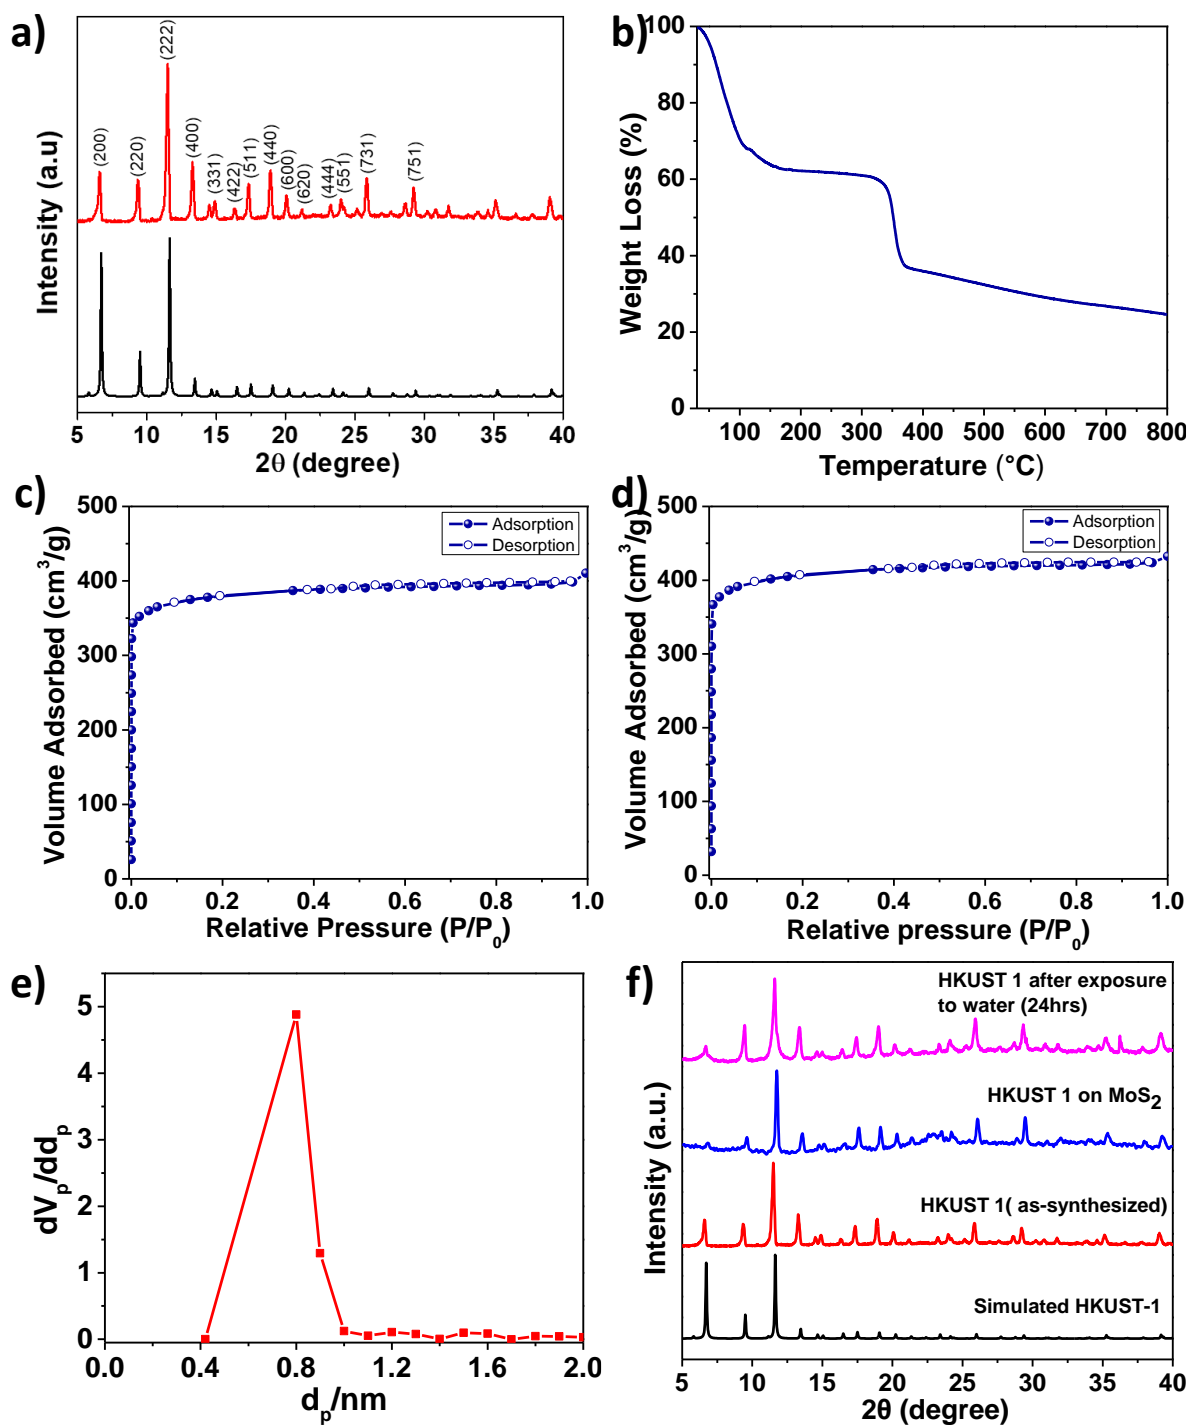 a)
Intensity (a.u)
(200)
(220)
(222)
(400)
(331)
(422)
(511)
(440)
(600)
(620)
(444)
(551)
(731)
(751)
5 10 15 20 25 30 35 40
2θ (degree)
b)
Weight Loss (%)
100
80
60
40
20
0
100 200 300 400 500 600 700 800
Temperature (°C)
c)
Volume Adsorbed (cm³/g)
500
400
300
200
100
0
Adsorption
Desorption
0.0 0.2 0.4 0.6 0.8 1.0
Relative Pressure (P/P₀)
d)
Volume Adsorbed (cm³/g)
500
400
300
200
100
0
Adsorption
Desorption
0.0 0.2 0.4 0.6 0.8 1.0
Relative pressure (P/P₀)
e)
dVₚ/ddₚ
5
4
3
2
1
0
0.0 0.4 0.8 1.2 1.6 2.0
dₚ/nm
f)
Intensity (a.u.)
HKUST 1 after exposure
to water (24hrs)
HKUST 1 on MoS₂
HKUST 1( as-synthesized)
Simulated HKUST-1
5 10 15 20 25 30 35 40
2θ (degree)